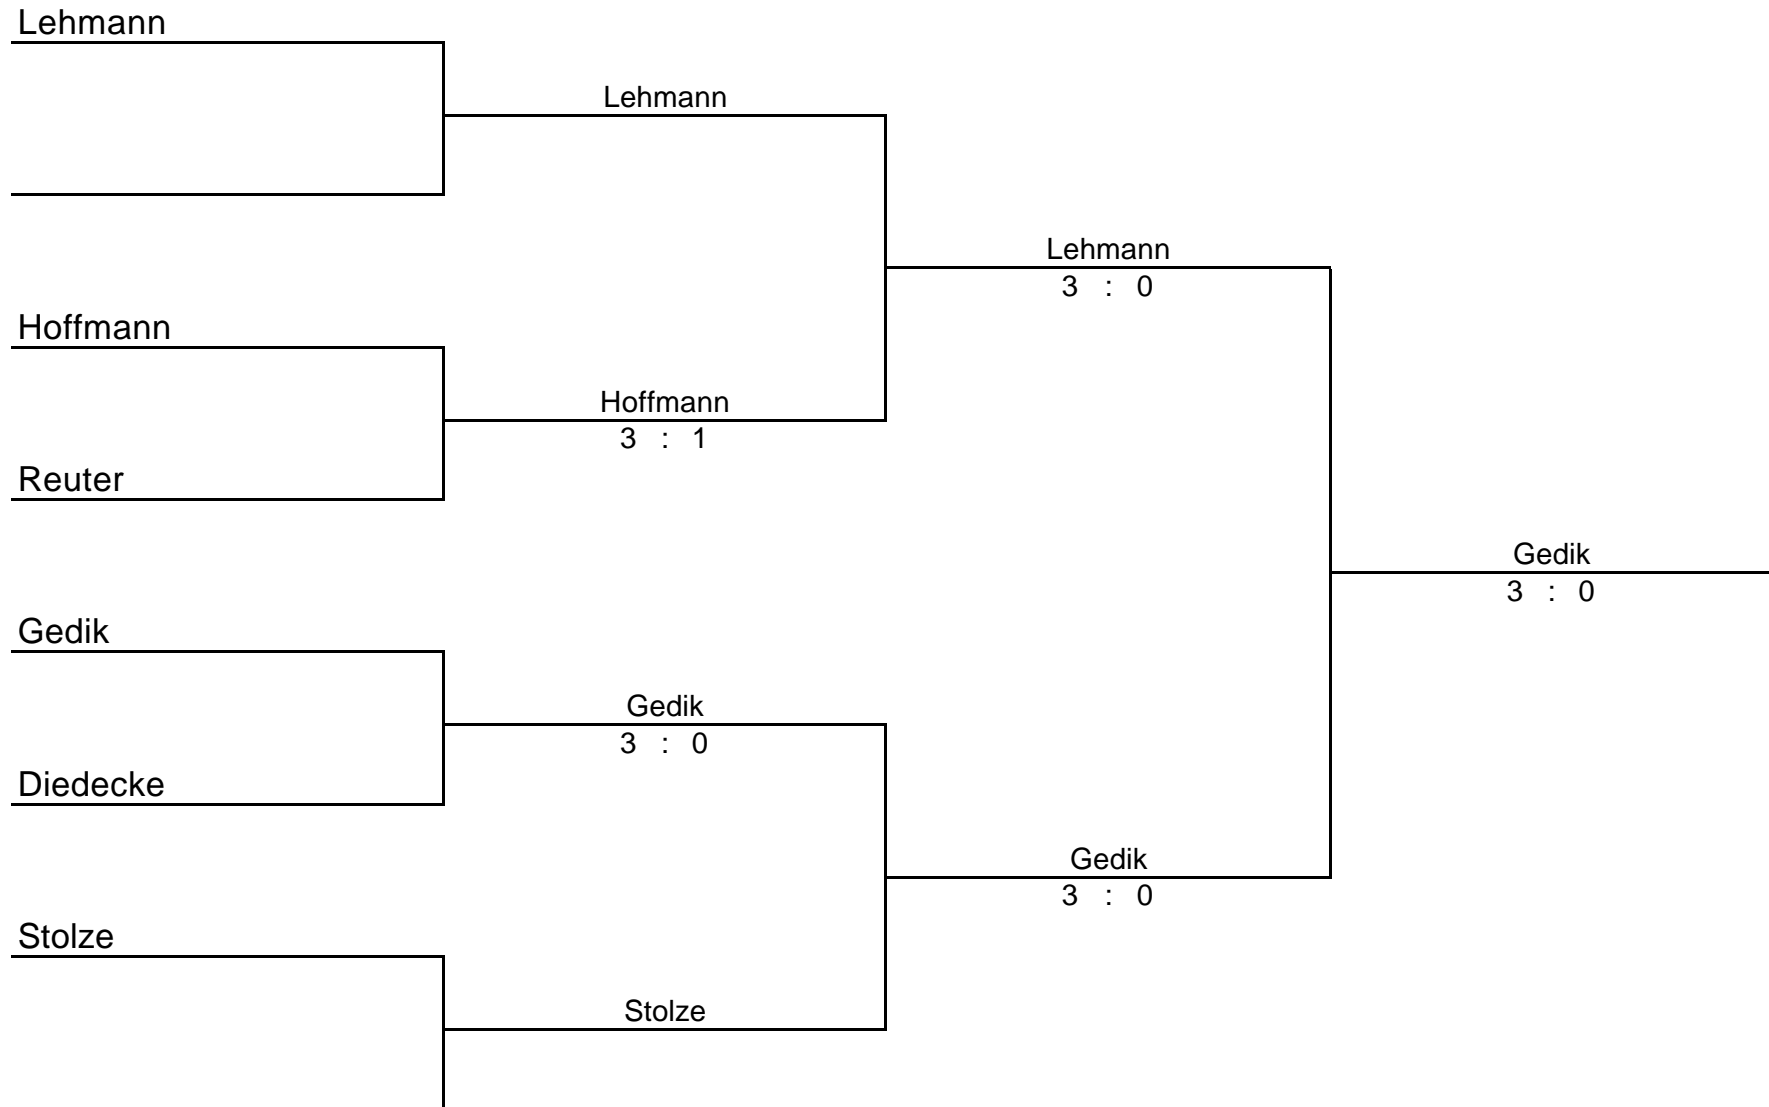 Lehmann
Lehmann
Lehmann
3 : 0
Hoffmann
Hoffmann
3 : 1
Reuter
Gedik
3 : 0
Gedik
Gedik
3 : 0
Diedecke
Gedik
3 : 0
Stolze
Stolze